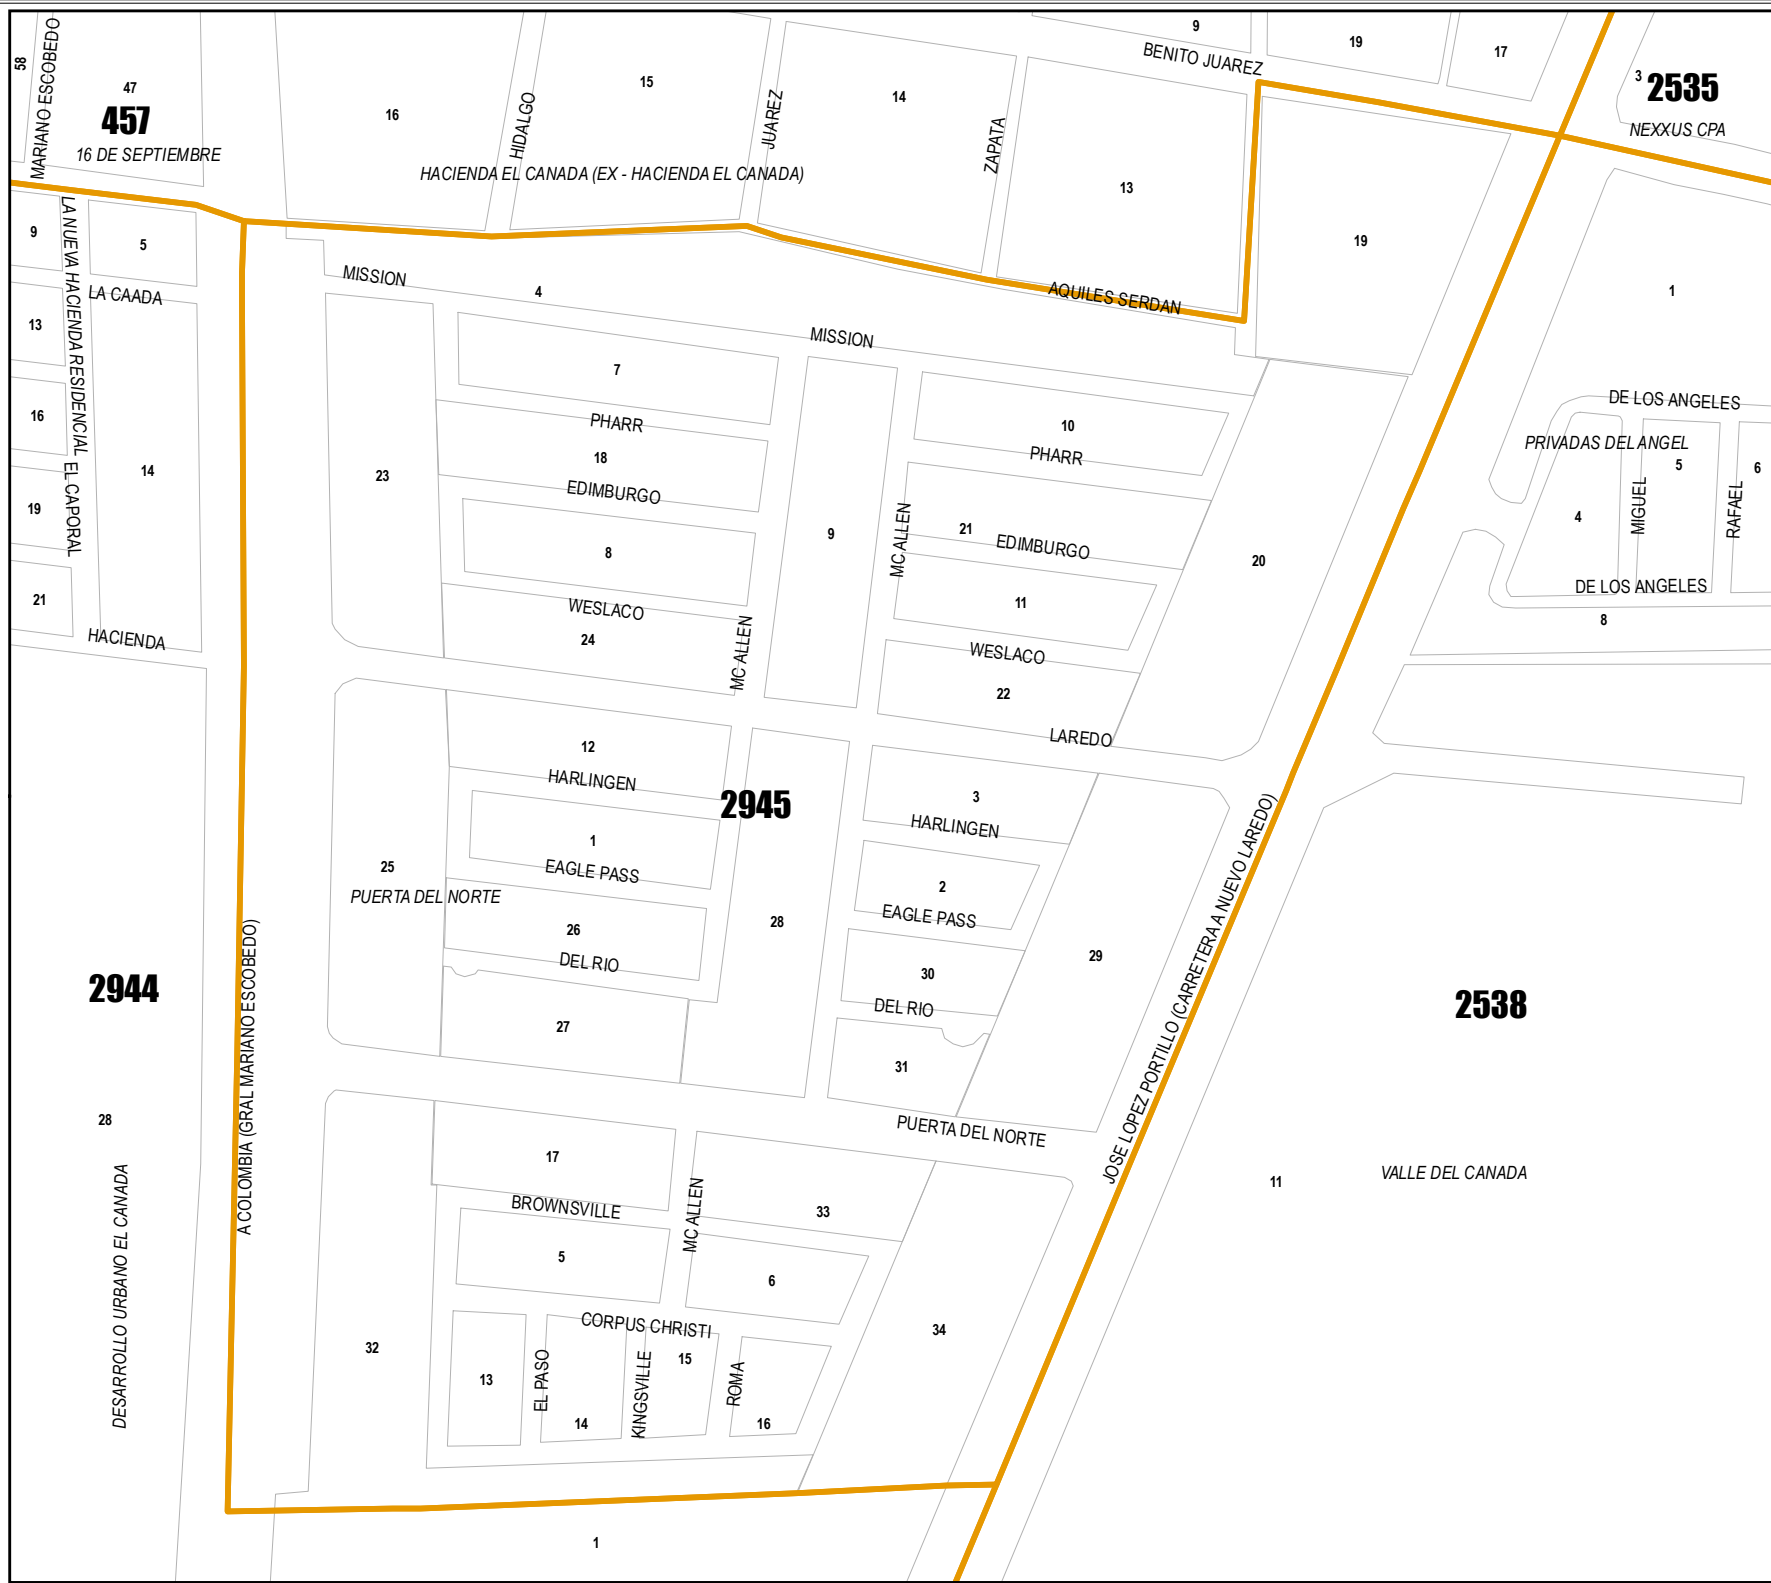 9
19
17
BENITO JUAREZ
58
MARIANO ESCOBEDO
47
457
16 DE SEPTIEMBRE
16
HIDALGO
15
JUAREZ
14
ZAPATA
HACIENDA EL CANADA (EX - HACIENDA EL CANADA)
13
3
2535
NEXXUS CPA
19
9
5
LA NUEVA HACIENDA RESIDENCIAL
LA CAADA
13
16
14
EL CAPORAL
19
21
HACIENDA
MISSION
4
MISSION
AQUILES SERDAN
1
7
PHARR
18
EDIMBURGO
23
8
WESLACO
24
MC ALLEN
9
MC ALLEN
10
PHARR
21
EDIMBURGO
11
WESLACO
22
20
LAREDO
DE LOS ANGELES
PRIVADAS DEL ANGEL
5
6
MIGUEL
RAFAEL
4
DE LOS ANGELES
8
12
HARLINGEN
2945
1
EAGLE PASS
25
PUERTA DEL NORTE
26
DEL RIO
27
28
3
HARLINGEN
2
EAGLE PASS
30
DEL RIO
31
29
PUERTA DEL NORTE
JOSE LOPEZ PORTILLO (CARRETERA A NUEVO LAREDO)
2944
A COLOMBIA (GRAL MARIANO ESCOBEDO)
28
DESARROLLO URBANO EL CANADA
2538
11
VALLE DEL CANADA
17
BROWNSVILLE
MC ALLEN
33
5
6
CORPUS CHRISTI
32
13
EL PASO
14
KINGSVILLE
15
ROMA
16
34
1